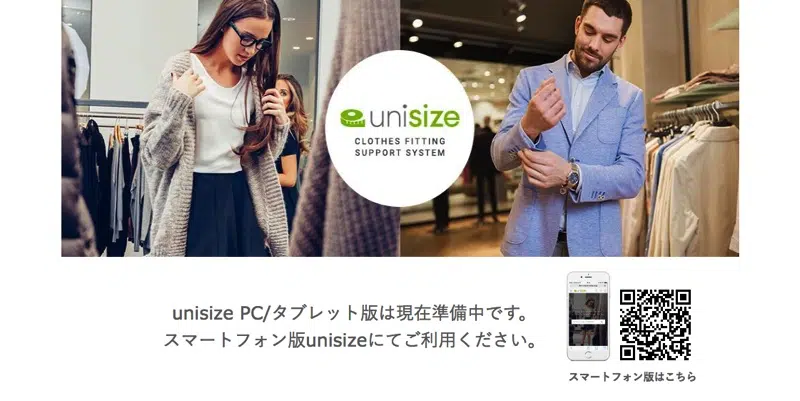 unisize
CLOTHES FITTING
SUPPORT SYSTEM
unisize PC/タブレット版は現在準備中です。
スマートフォン版unisizeにてご利用ください。
スマートフォン版はこちら